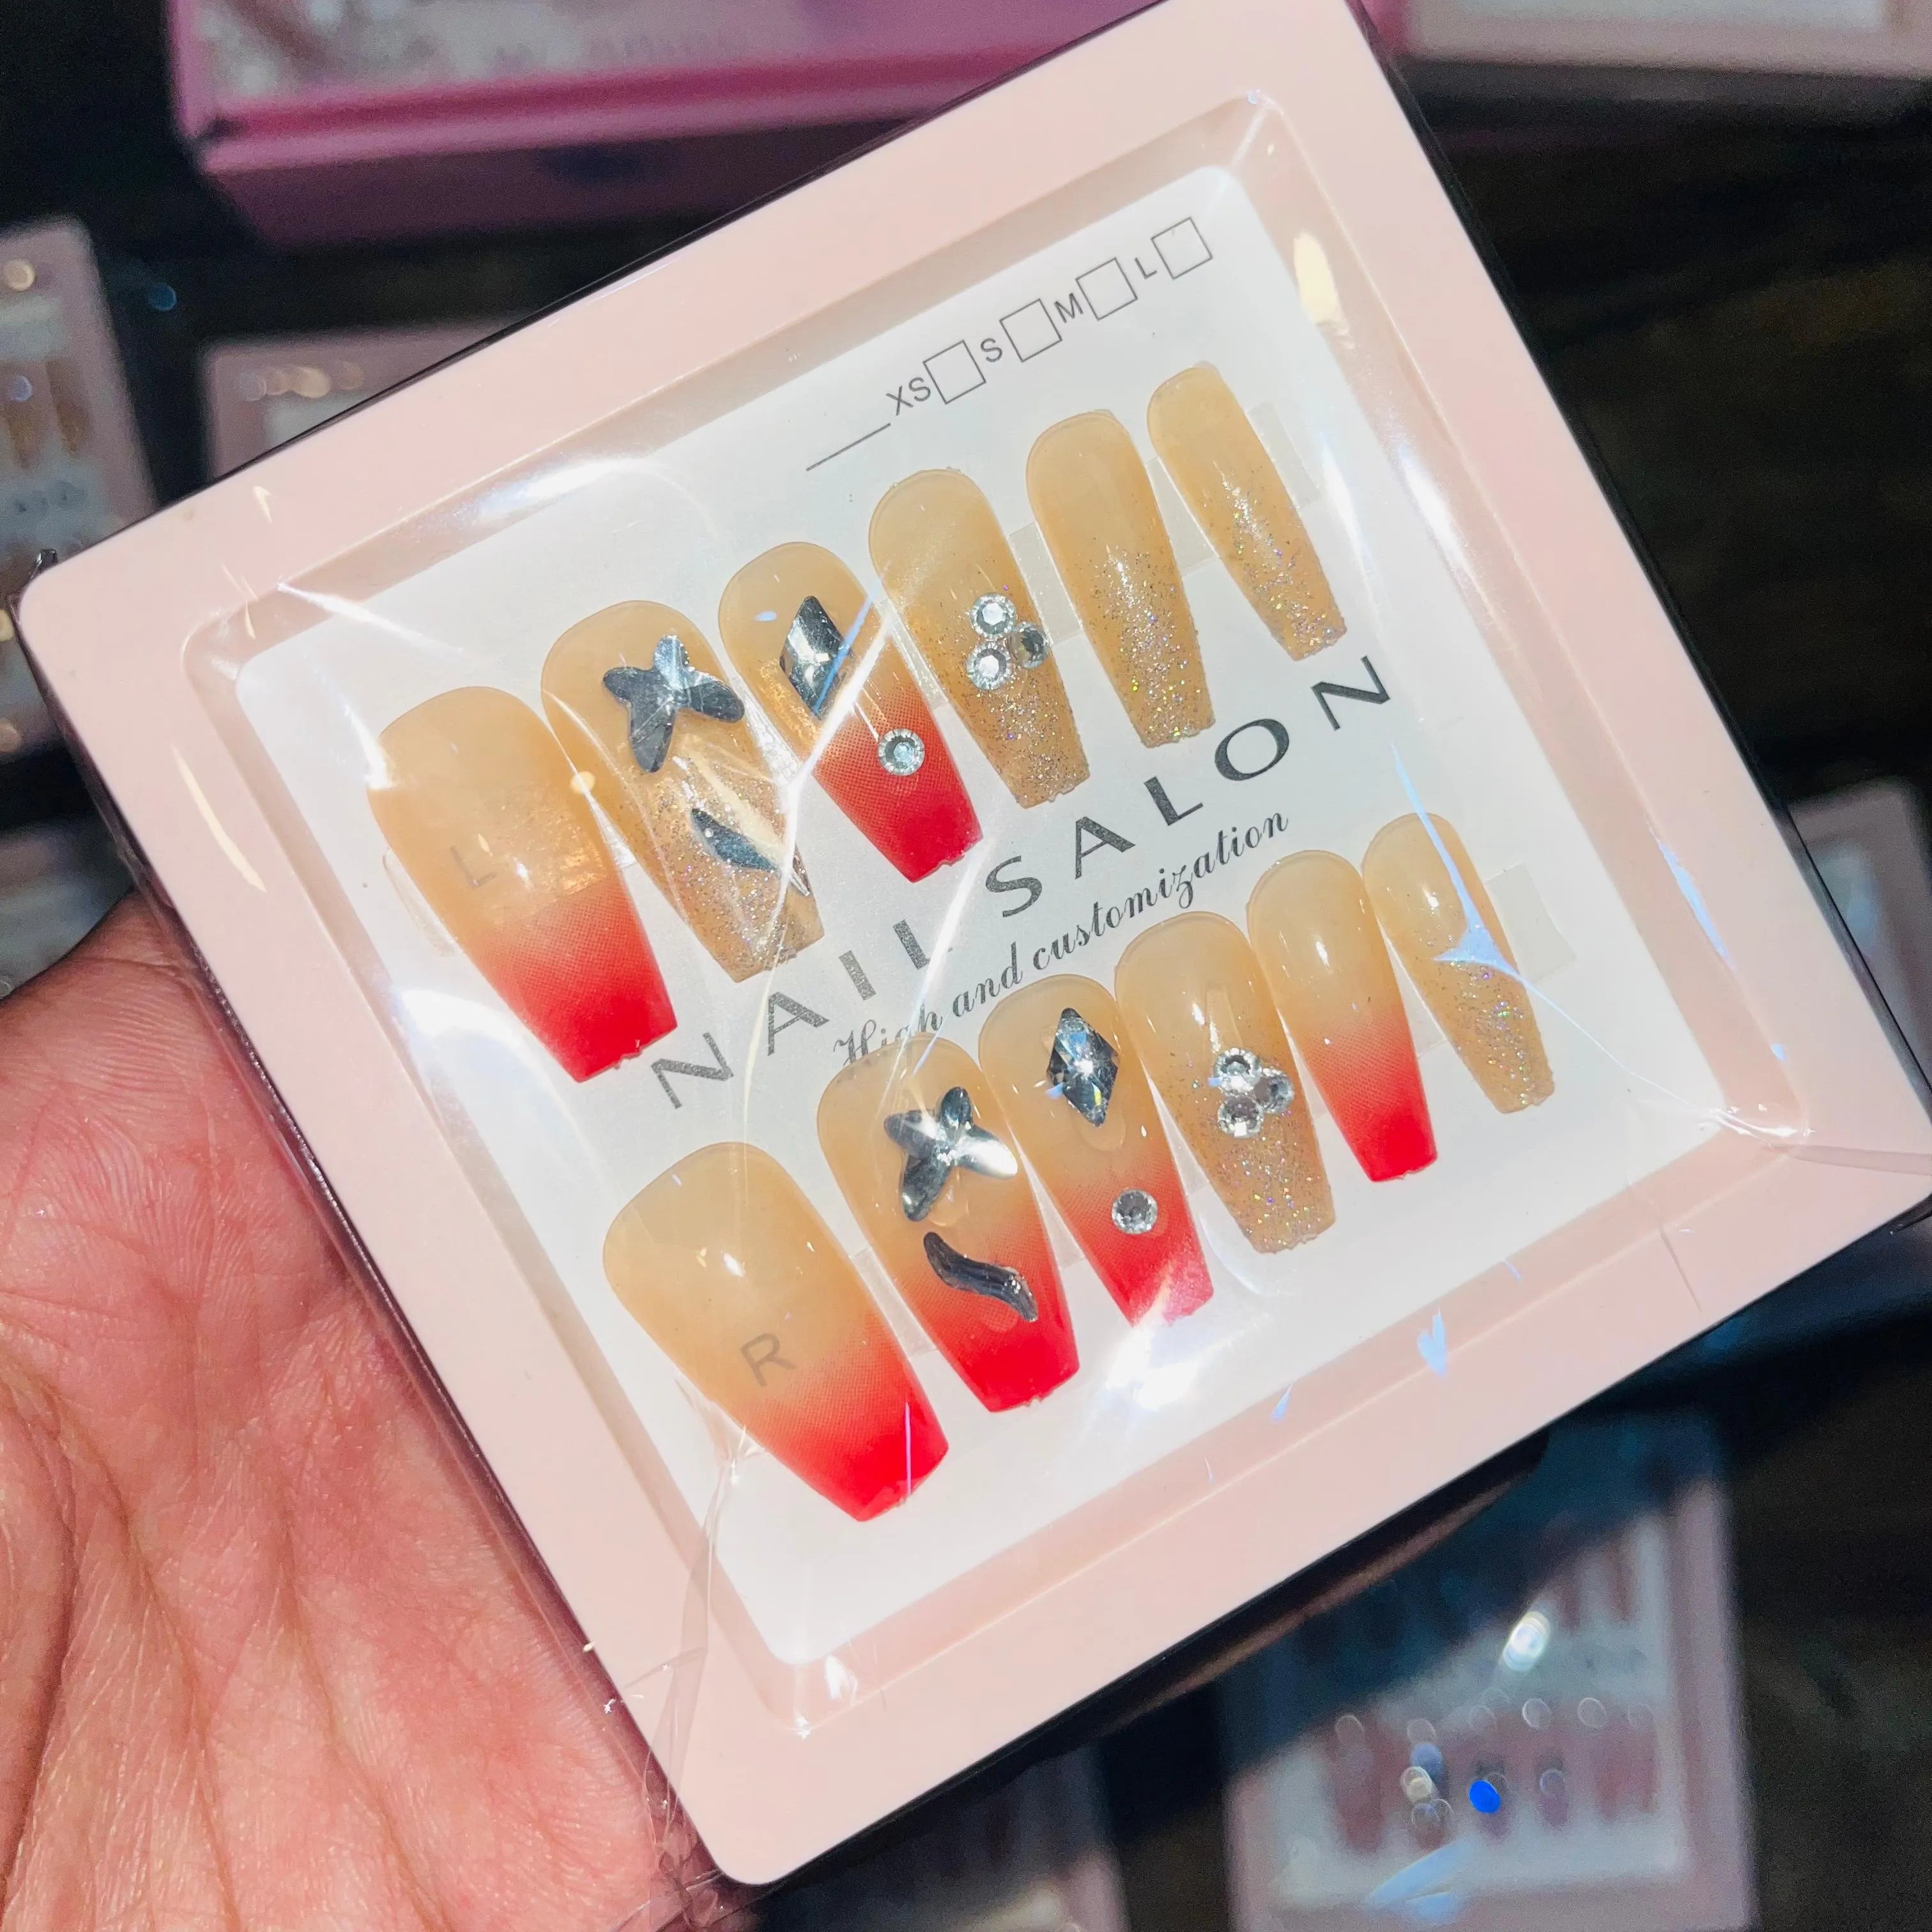 XS□ S□ M□ L□
L
NAIL SALON
High and customization
R